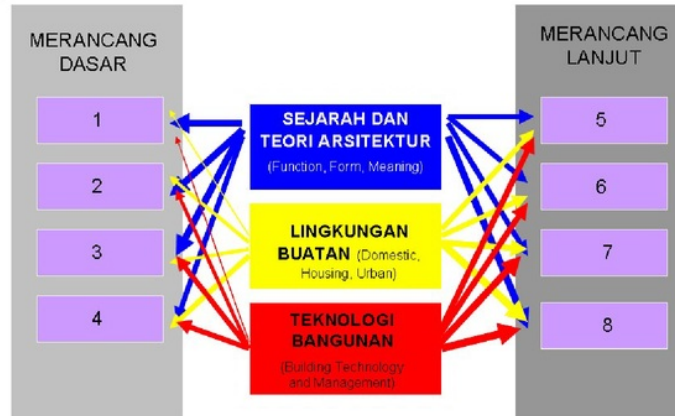 MERANCANG
DASAR
1
2
3
4
SEJARAH DAN
TEORI ARSITEKTUR
(Function, Form, Meaning)
LINGKUNGAN
BUATAN (Domestic,
Housing, Urban)
TEKNOLOGI
BANGUNAN
(Building Technology
and Management)
MERANCANG
LANJUT
5
6
7
8